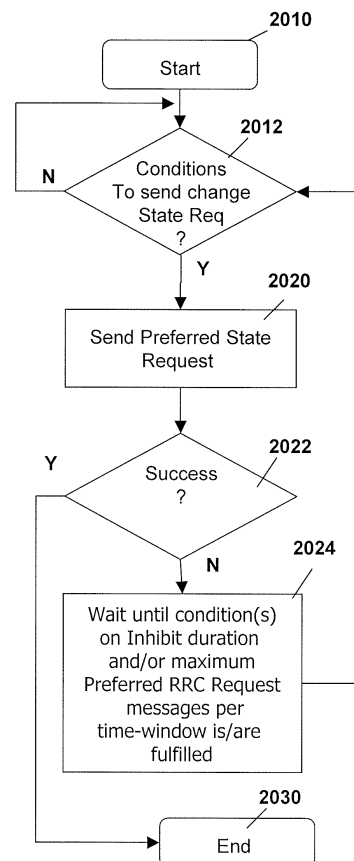 2010
Start
2012
N
Conditions
To send change
State Req
?
Y
2020
Send Preferred State
Request
Y
Success
?
2022
N
2024
Wait until condition(s)
on Inhibit duration
and/or maximum
Preferred RRC Request
messages per
time-window is/are
fulfilled
2030
End